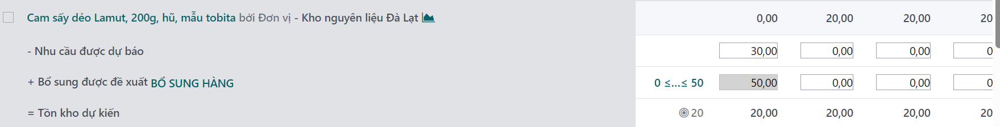 Cam sấy dẻo Lamut, 200g, hũ, mẫu tobita bởi Đơn vị - Kho nguyên liệu Đà Lạt 0,00 20,00 20,00 20
- Nhu cầu được dự báo 30,00 0,00 0,00 0
+ Bổ sung được đề xuất BỔ SUNG HÀNG 0 ≤...≤ 50 50,00 0,00 0,00 0
= Tồn kho dự kiến 20 20,00 20,00 20,00 20